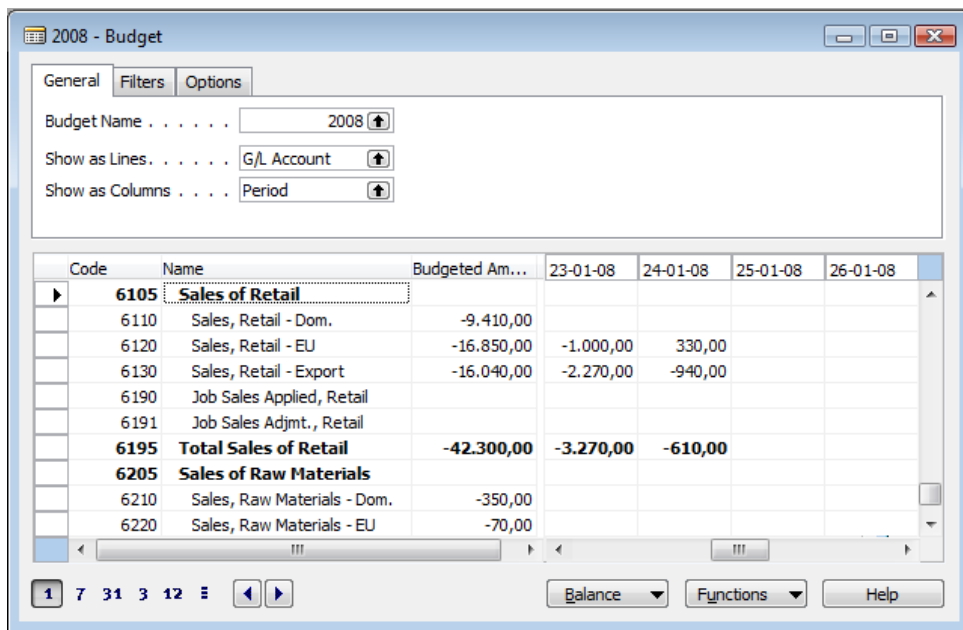 2008 - Budget
General Filters Options
Budget Name . . . . . . 2008
Show as Lines. . . . . . G/L Account
Show as Columns . . . . Period
Code Name Budgeted Am... 23-01-08 24-01-08 25-01-08 26-01-08
6105 Sales of Retail
6110 Sales, Retail - Dom. -9.410,00
6120 Sales, Retail - EU -16.850,00 -1.000,00 330,00
6130 Sales, Retail - Export -16.040,00 -2.270,00 -940,00
6190 Job Sales Applied, Retail
6191 Job Sales Adjmt., Retail
6195 Total Sales of Retail -42.300,00 -3.270,00 -610,00
6205 Sales of Raw Materials
6210 Sales, Raw Materials - Dom. -350,00
6220 Sales, Raw Materials - EU -70,00
1 7 31 3 12 Balance Functions Help